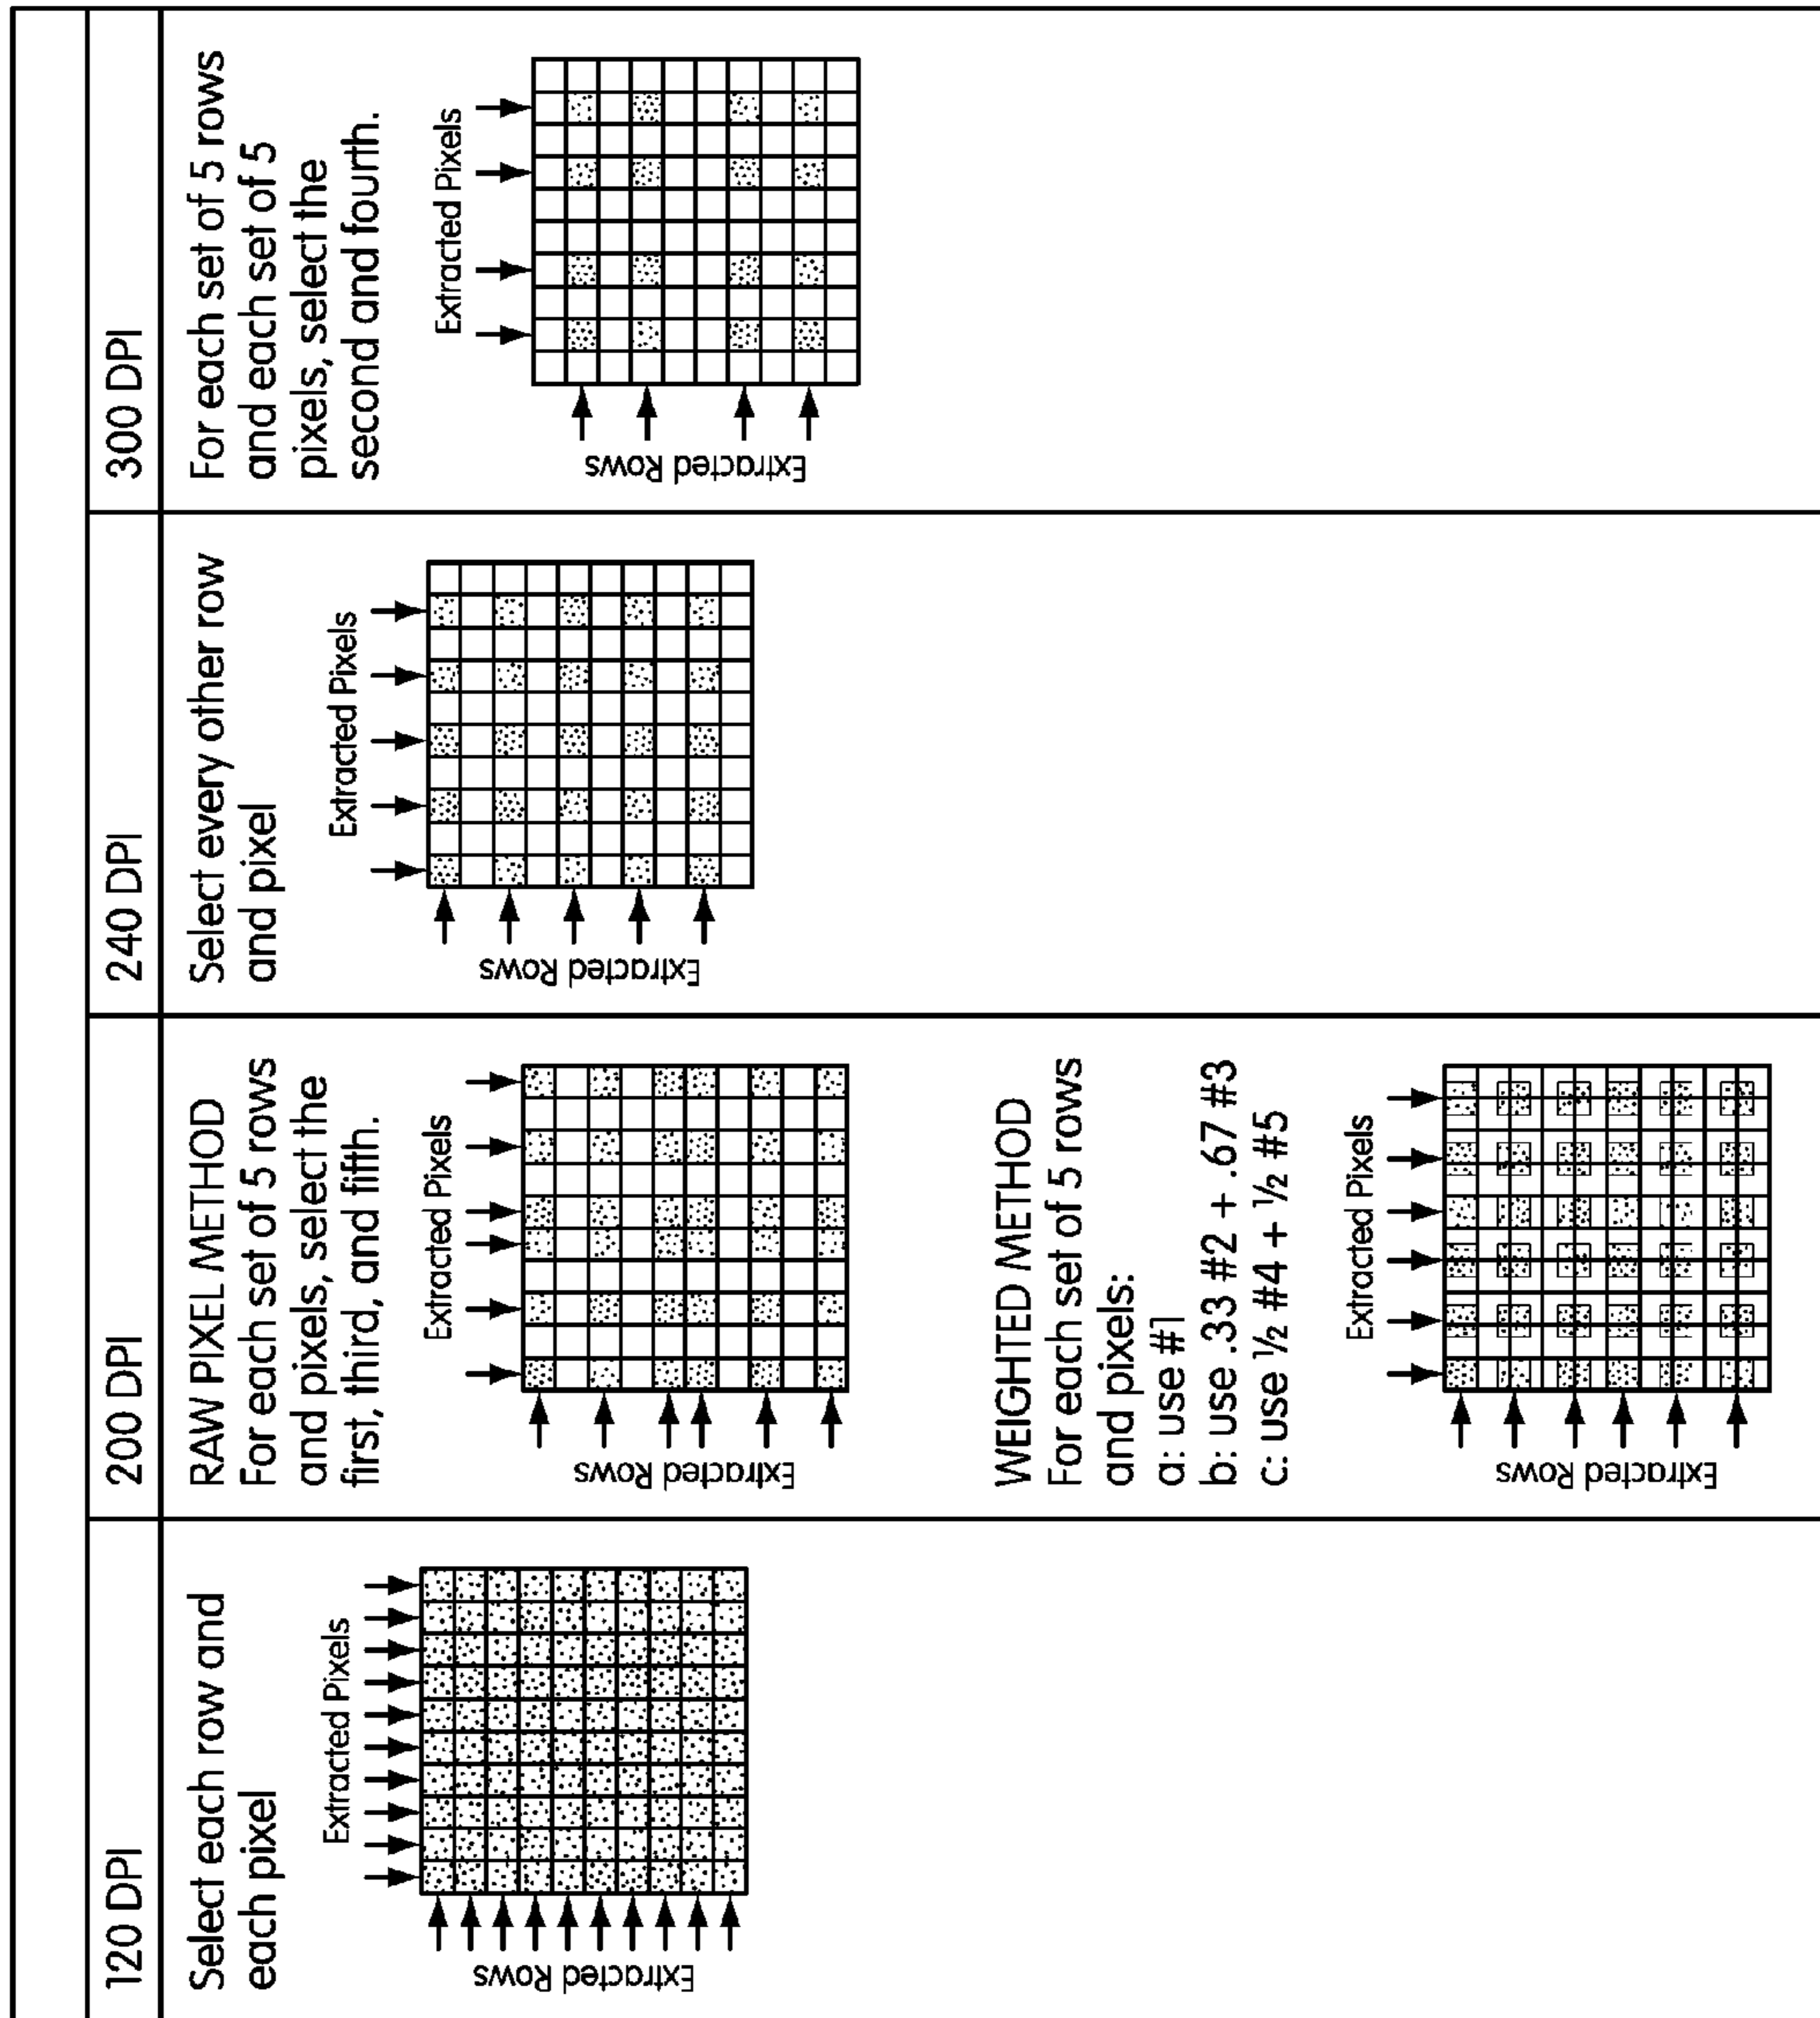 120 DPI
Select each row and
each pixel
Extracted Pixels
Extracted Rows
200 DPI
RAW PIXEL METHOD
For each set of 5 rows
and pixels, select the
first, third, and fifth.
Extracted Pixels
Extracted Rows
WEIGHTED METHOD
For each set of 5 rows
and pixels:
a: use #1
b: use .33 #2 + .67 #3
c: use ½ #4 + ½ #5
Extracted Pixels
Extracted Rows
240 DPI
Select every other row
and pixel
Extracted Pixels
Extracted Rows
300 DPI
For each set of 5 rows
and each set of 5
pixels, select the
second and fourth.
Extracted Pixels
Extracted Rows